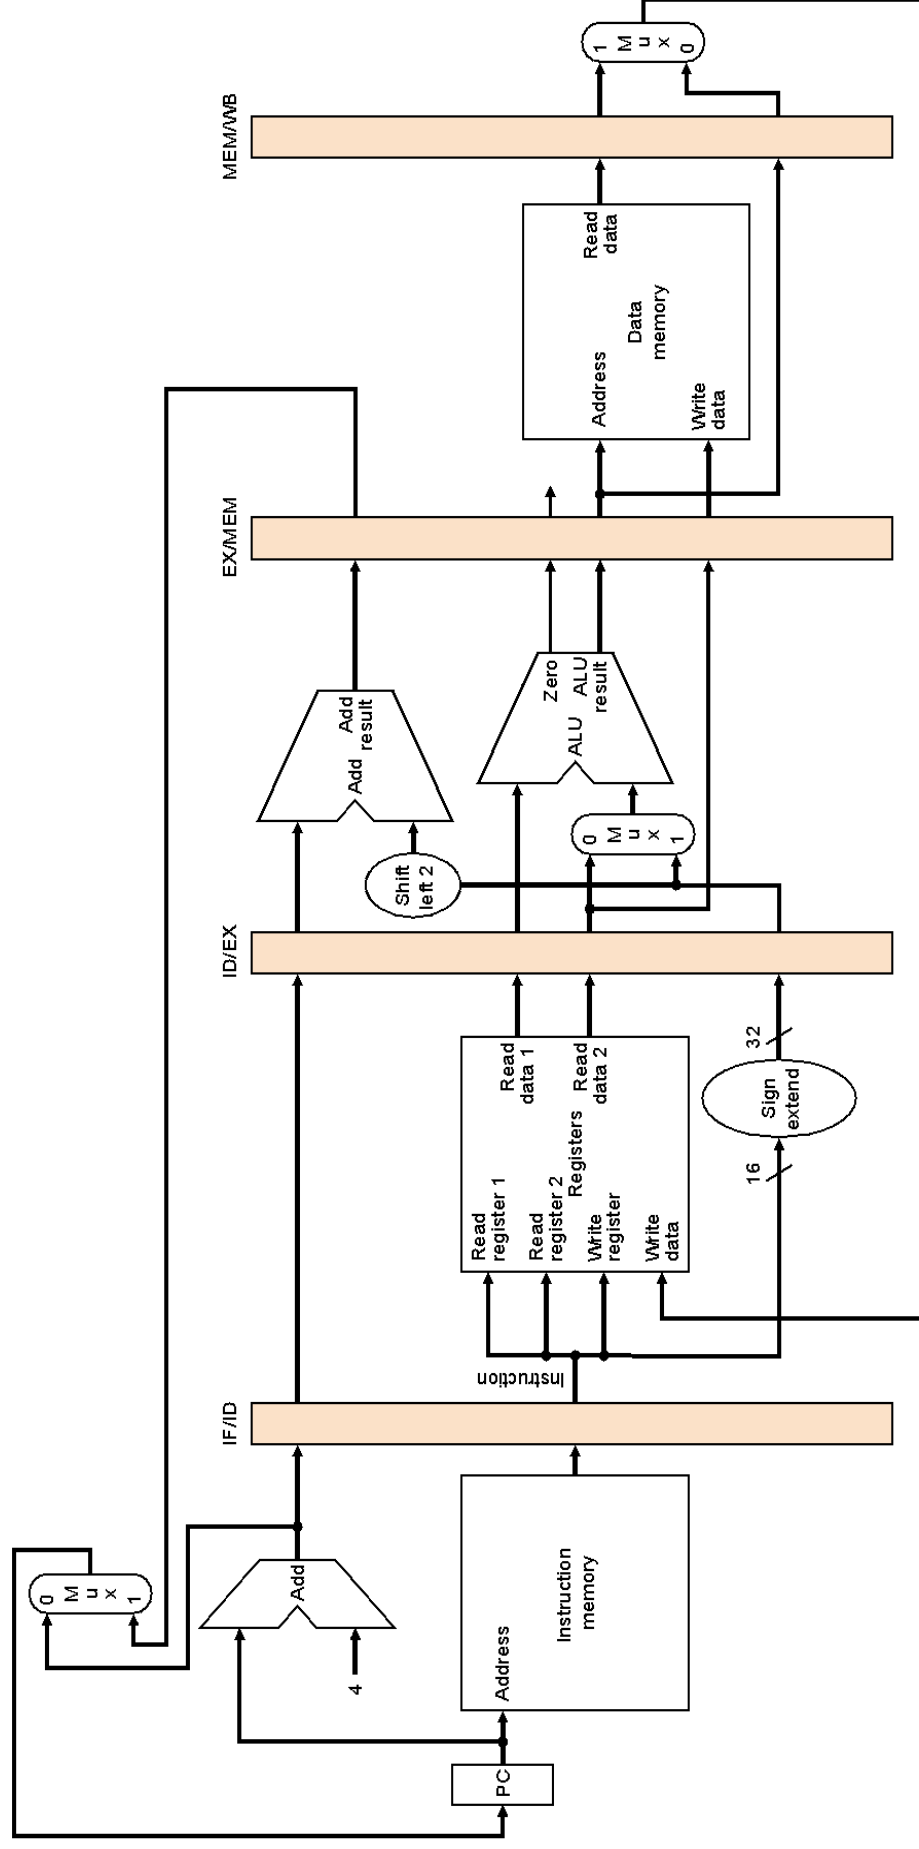 IF/ID
ID/EX
EX/MEM
MEM/WB
0
M
u
x
1
Add
4
Add
Add
result
Shift
left 2
PC
Address
Instruction
memory
Instruction
Read
register 1
Read
register 2
Registers
Write
register
Write
data
Read
data 1
Read
data 2
16
Sign
extend
32
0
M
u
x
1
Zero
ALU
ALU
result
Address
Data
memory
Write
data
Read
data
1
M
u
x
0